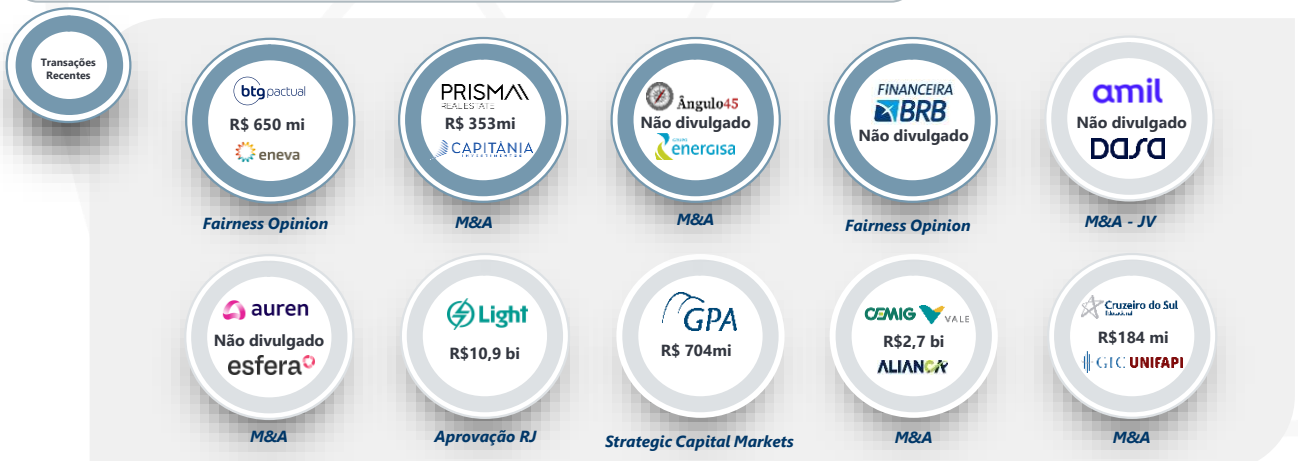 Transações
Recentes
btg pactual
R$ 650 mi
eneva
Fairness Opinion
PRISMA
REAL ESTATE
R$ 353mi
CAPITÂNIA
INVESTIMENTOS
M&A
Ângulo45
Não divulgado
GRUPO
energisa
M&A
FINANCEIRA
BRB
Não divulgado
Fairness Opinion
amil
Não divulgado
Dasa
M&A - JV
auren
Não divulgado
esfera
M&A
Light
R$10,9 bi
Aprovação RJ
GPA
R$ 704mi
Strategic Capital Markets
CEMIG VALE
R$2,7 bi
ALIANÇA
M&A
Cruzeiro do Sul
Educacional
R$184 mi
GIC UNIFAPI
M&A